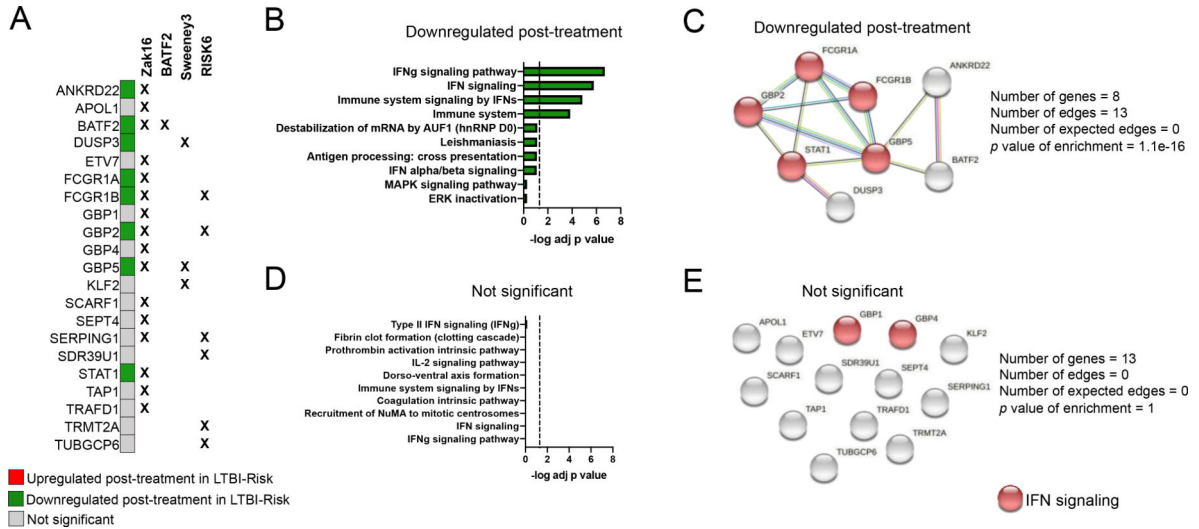 A
Zak16
BATF2
Sweeney3
RISK6
ANKRD22 X
APOL1 X
BATF2 X X
DUSP3 X
ETV7 X
FCGR1A X
FCGR1B X X
GBP1 X
GBP2 X X
GBP4 X
GBP5 X X
KLF2 X
SCARF1 X
SEPT4 X
SERPING1 X X
SDR39U1 X
STAT1 X
TAP1 X
TRAFD1 X
TRMT2A X
TUBGCP6 X
Upregulated post-treatment in LTBI-Risk
Downregulated post-treatment in LTBI-Risk
Not significant
B
Downregulated post-treatment
IFNg signaling pathway
IFN signaling
Immune system signaling by IFNs
Immune system
Destabilization of mRNA by AUF1 (hnRNP D0)
Leishmaniasis
Antigen processing: cross presentation
IFN alpha/beta signaling
MAPK signaling pathway
ERK inactivation
0 2 4 6 8
-log adj p value
C
Downregulated post-treatment
FCGR1A
FCGR1B
ANKRD22
GBP2
STAT1
GBP5
BATF2
DUSP3
Number of genes = 8
Number of edges = 13
Number of expected edges = 0
p value of enrichment = 1.1e-16
D
Not significant
Type II IFN signaling (IFNg)
Fibrin clot formation (clotting cascade)
Prothrombin activation intrinsic pathway
IL-2 signaling pathway
Dorso-ventral axis formation
Immune system signaling by IFNs
Coagulation intrinsic pathway
Recruitment of NuMA to mitotic centrosomes
IFN signaling
IFNg signaling pathway
0 2 4 6 8
-log adj p value
E
Not significant
APOL1
ETV7
GBP1
GBP4
KLF2
SCARF1
SDR39U1
SEPT4
SERPING1
TAP1
TRAFD1
TRMT2A
TUBGCP6
Number of genes = 13
Number of edges = 0
Number of expected edges = 0
p value of enrichment = 1
IFN signaling